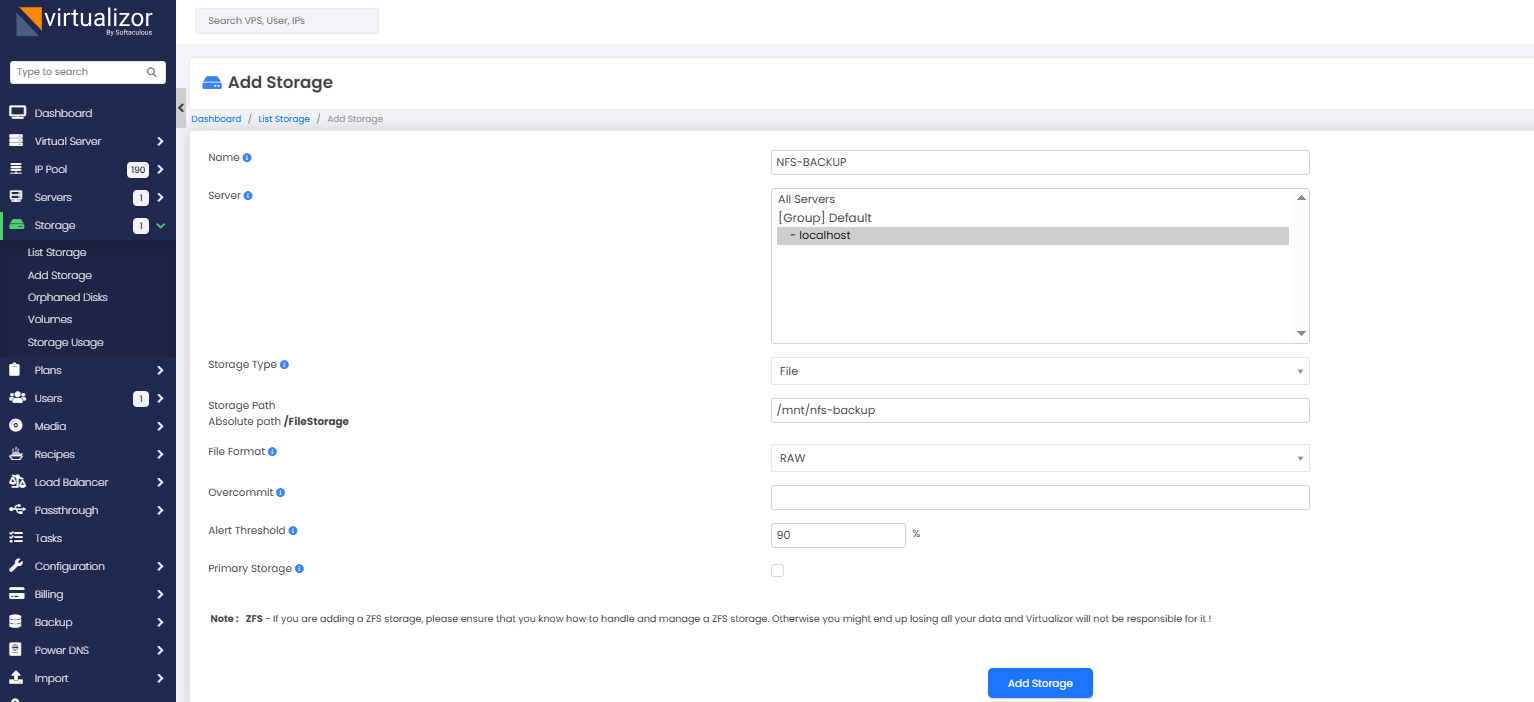 virtualizor
By Softaculous
Search VPS, User, IPs
Type to search
Dashboard
Virtual Server
IP Pool 190
Servers 1
Storage 1
List Storage
Add Storage
Orphaned Disks
Volumes
Storage Usage
Plans
Users 1
Media
Recipes
Load Balancer
Passthrough
Tasks
Configuration
Billing
Backup
Power DNS
Import
Add Storage
Dashboard / List Storage / Add Storage
Name NFS-BACKUP
Server
All Servers
[Group] Default
- localhost
Storage Type File
Storage Path
Absolute path /FileStorage
/mnt/nfs-backup
File Format RAW
Overcommit
Alert Threshold 90 %
Primary Storage
Note : ZFS - If you are adding a ZFS storage, please ensure that you know how to handle and manage a ZFS storage. Otherwise you might end up losing all your data and Virtualizor will not be responsible for it !
Add Storage